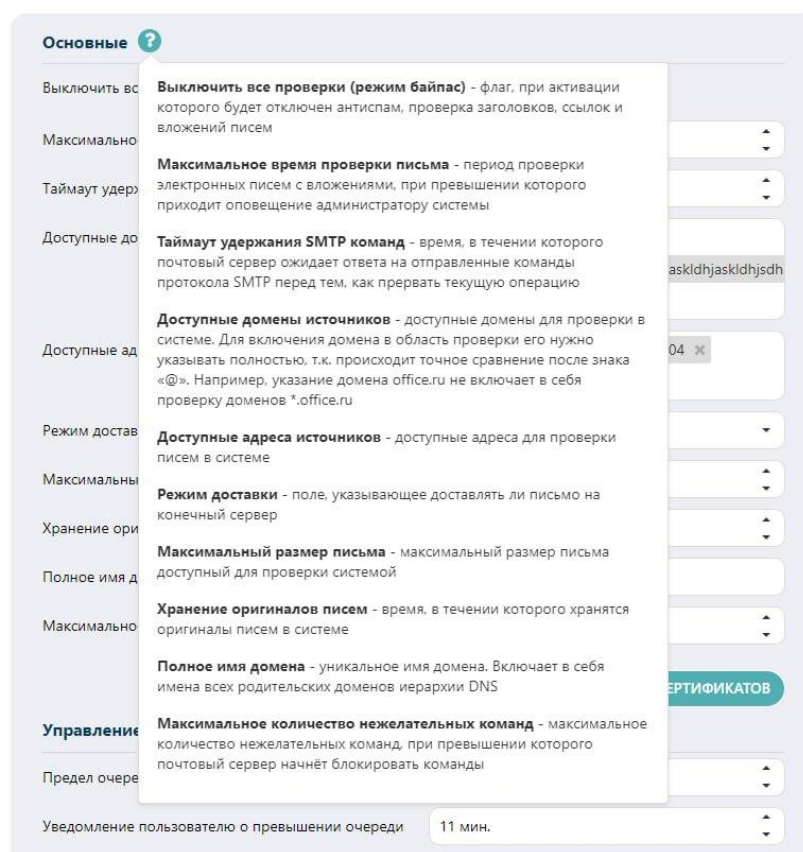 Основные ?
Выключить вс
Выключить все проверки (режим байпас) - флаг, при активации
которого будет отключен антиспам, проверка заголовков, ссылок и
вложений писем
Максимально
Максимальное время проверки письма - период проверки
электронных писем с вложениями, при превышении которого
приходит оповещение администратору системы
Таймаут удерж
Таймаут удержания SMTP команд - время, в течении которого
почтовый сервер ожидает ответа на отправленные команды
протокола SMTP перед тем, как прервать текущую операцию
Доступные до
askldhjaskldhjsdh
Доступные домены источников - доступные домены для проверки в
системе. Для включения домена в область проверки его нужно
указывать полностью, т.к. происходит точное сравнение после знака
«@». Например, указание домена office.ru не включает в себя
проверку доменов *.office.ru
Доступные ад
04 ×
Доступные адреса источников - доступные адреса для проверки
писем в системе
Режим достав
Режим доставки - поле, указывающее доставлять ли письмо на
конечный сервер
Максимальны
Максимальный размер письма - максимальный размер письма
доступный для проверки системой
Хранение ори
Хранение оригиналов писем - время, в течении которого хранятся
оригиналы писем в системе
Полное имя д
Полное имя домена - уникальное имя домена. Включает в себя
имена всех родительских доменов иерархии DNS
Максимально
Максимальное количество нежелательных команд - максимальное
количество нежелательных команд, при превышении которого
почтовый сервер начнёт блокировать команды
ЕРТИФИКАТОВ
Управление
Предел очере
Уведомление пользователю о превышении очереди 11 мин.